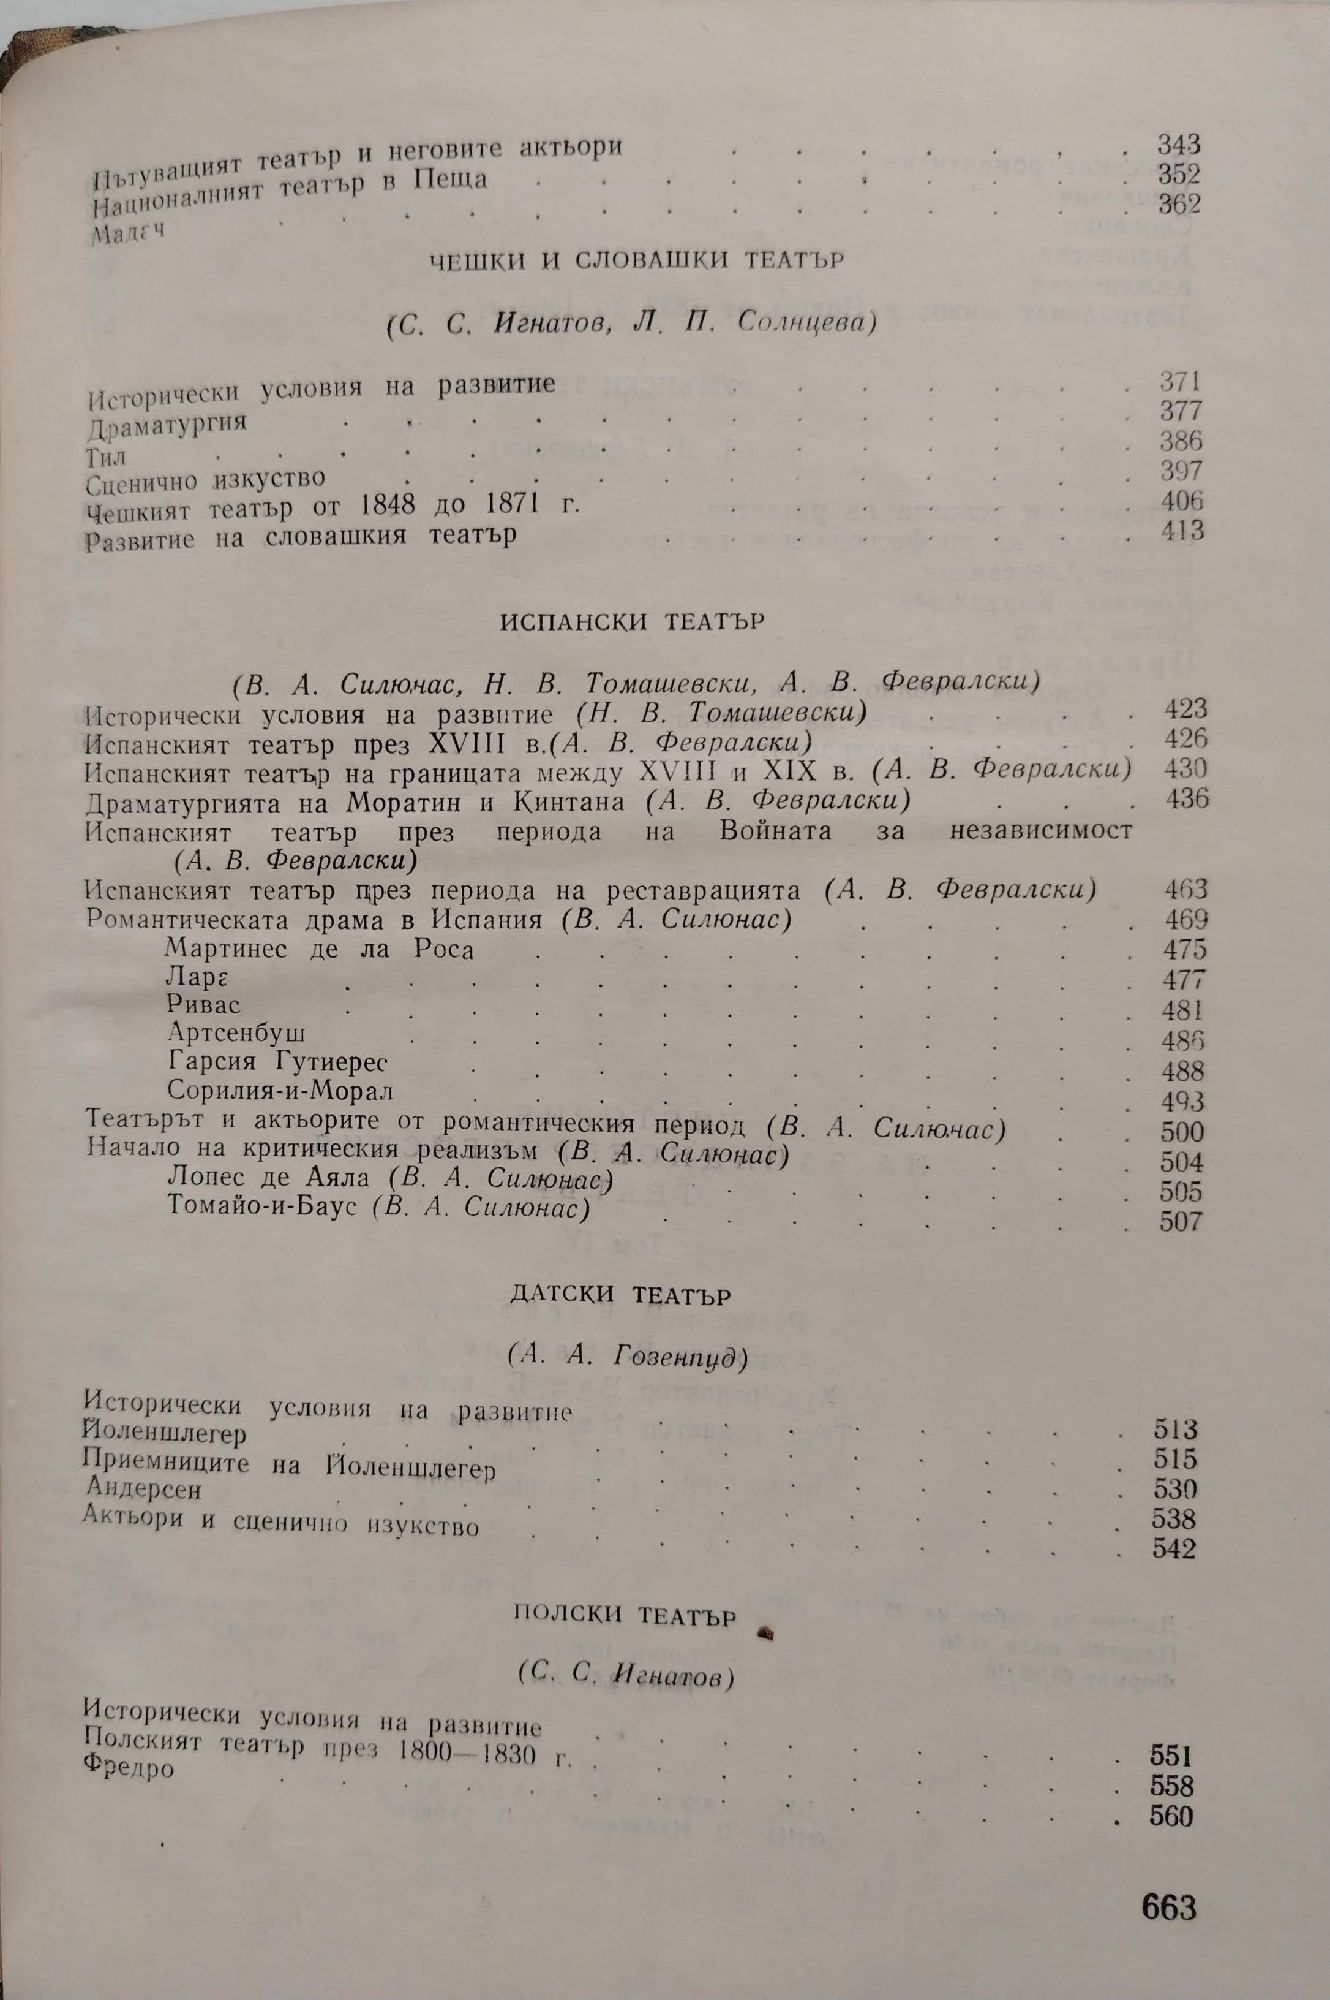 Пътуващият театър и неговите актьори . . . . . . . 343
Националният театър в Пеща . . . . . . . . . . 352
Мадач . . . . . . . . . . . . . . 362
ЧЕШКИ И СЛОВАШКИ ТЕАТЪР
(С. С. Игнатов, Л. П. Солнцева)
Исторически условия на развитие . . . . . . . 371
Драматургия . . . . . . . . . . . . . 377
Тил . . . . . . . . . . . . . . . 386
Сценично изкуство . . . . . . . . . . . . 397
Чешкият театър от 1848 до 1871 г. . . . . . . . 406
Развитие на словашкия театър . . . . . . . . 413
ИСПАНСКИ ТЕАТЪР
(В. А. Силюнас, Н. В. Томашевски, А. В. Февралски)
Исторически условия на развитие (Н. В. Томашевски) . . . . 423
Испанският театър през XVIII в.(А. В. Февралски) . . . . 426
Испанският театър на границата между XVIII и XIX в. (А. В. Февралски) 430
Драматургията на Моратин и Кинтана (А. В. Февралски) . . . 436
Испанският театър през периода на Войната за независимост
(А. В. Февралски)
Испанският театър през периода на реставрацията (А. В. Февралски) 463
Романтическата драма в Испания (В. А. Силюнас) . . . . . 469
Мартинес де ла Роса . . . . . . . . . . 475
Лара . . . . . . . . . . . . . 477
Ривас . . . . . . . . . . . . . 481
Артсенбуш . . . . . . . . . . . . 486
Гарсия Гутиерес . . . . . . . . . . . 488
Сорилия-и-Морал . . . . . . . . . . . 493
Театърът и актьорите от романтическия период (В. А. Силюнас) . . 500
Начало на критическия реализъм (В. А. Силюнас) . . . . 504
Лопес де Аяла (В. А. Силюнас) . . . . . . . 505
Томайо-и-Баус (В. А. Силюнас) . . . . . . . . 507
ДАТСКИ ТЕАТЪР
(А. А. Гозенпуд)
Исторически условия на развитие . . . . . . . . 513
Йоленшлегер . . . . . . . . . . . . . 515
Приемниците на Йоленшлегер . . . . . . . . . 530
Андерсен . . . . . . . . . . . . . 538
Актьори и сценично изукство . . . . . . . . . . 542
ПОЛСКИ ТЕАТЪР
(С. С. Игнатов)
Исторически условия на развитие . . . . . . . . . 551
Полският театър през 1800—1830 г. . . . . . . . . . 558
Фредро . . . . . . . . . . . . . . 560
663